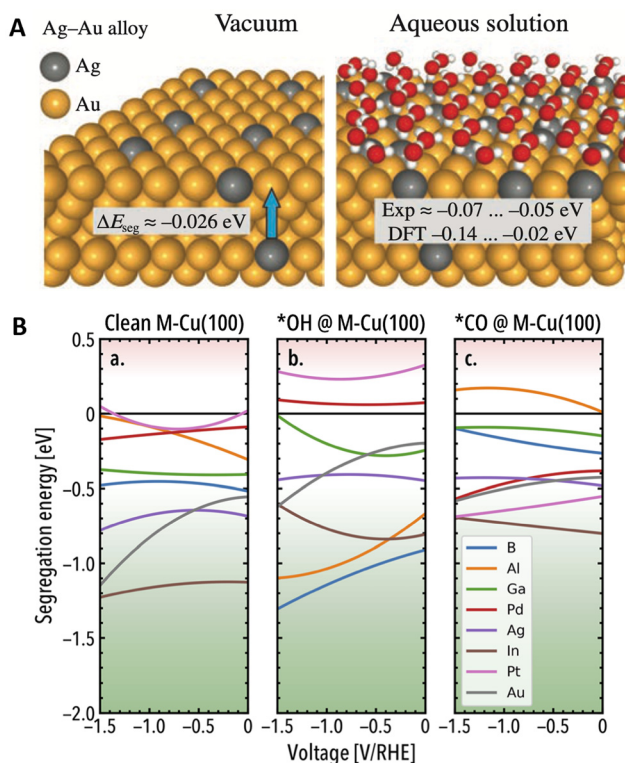 A
Ag–Au alloy
Ag
Au
Vacuum
Aqueous solution
ΔEseg ≈ –0.026 eV
Exp ≈ –0.07 ... –0.05 eV
DFT –0.14 ... –0.02 eV
B
Clean M-Cu(100)
*OH @ M-Cu(100)
*CO @ M-Cu(100)
a.
b.
c.
Segregation energy [eV]
0.5
0
−0.5
−1.0
−1.5
−2.0
B
Al
Ga
Pd
Ag
In
Pt
Au
−1.5 −1.0 −0.5 0
−1.5 −1.0 −0.5 0
−1.5 −1.0 −0.5 0
Voltage [V/RHE]